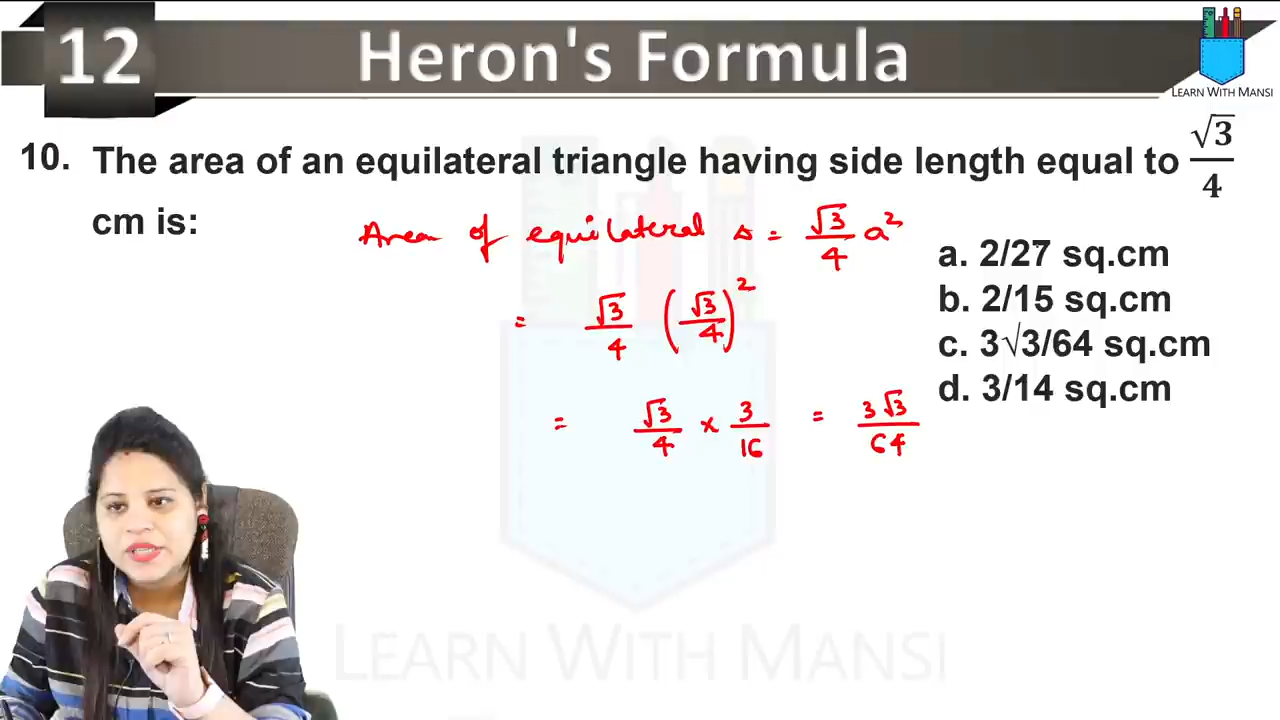 12 Heron's Formula
LEARN WITH MANSI
10. The area of an equilateral triangle having side length equal to √3/4
cm is:
Area of equilateral Δ = √3/4 a²
= √3/4 (√3/4)²
= √3/4 × 3/16 = 3√3/64
a. 2/27 sq.cm
b. 2/15 sq.cm
c. 3√3/64 sq.cm
d. 3/14 sq.cm
LEARN WITH MANSI